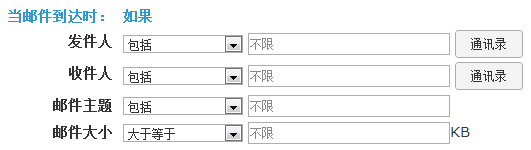 当邮件到达时： 如果
发件人 包括 不限 通讯录
收件人 包括 不限 通讯录
邮件主题 包括 不限
邮件大小 大于等于 不限 KB